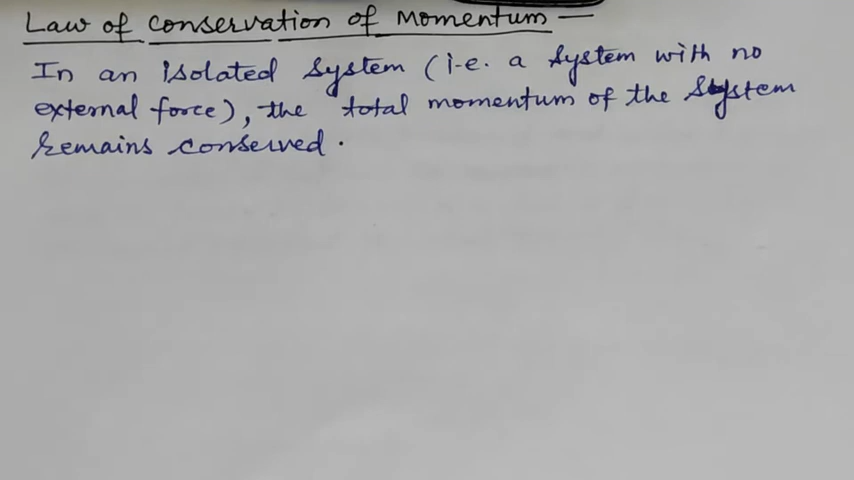 Law of Conservation of Momentum —
In an isolated system (i.e. a system with no
external force), the total momentum of the system
remains conserved.